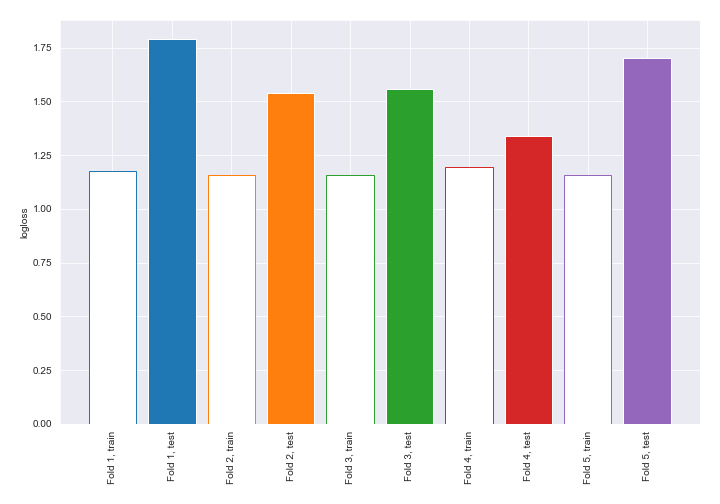 1.75
1.50
1.25
1.00
0.75
0.50
0.25
0.00
logloss
Fold 1, train
Fold 1, test
Fold 2, train
Fold 2, test
Fold 3, train
Fold 3, test
Fold 4, train
Fold 4, test
Fold 5, train
Fold 5, test